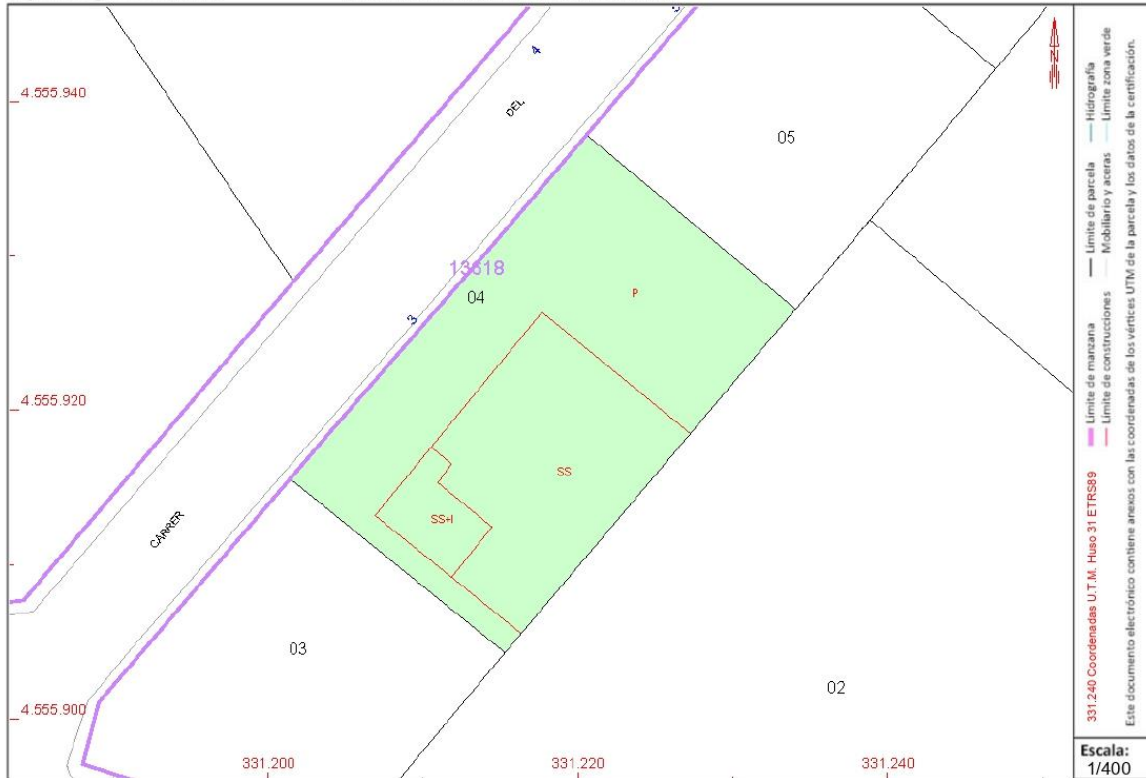 4.555.940
4.555.920
4.555.900
331.200
331.220
331.240
CARRER
DEL
4
3
13618
04
05
03
02
P
SS
SS+I
N
331.240 Coordenadas U.T.M. Huso 31 ETRS89
Límite de manzana
Límite de parcela
Hidrografía
Límite de construcciones
Mobiliario y aceras
Límite zona verde
Este documento electrónico contiene anexos con las coordenadas de los vértices UTM de la parcela y los datos de la certificación.
Escala:
1/400